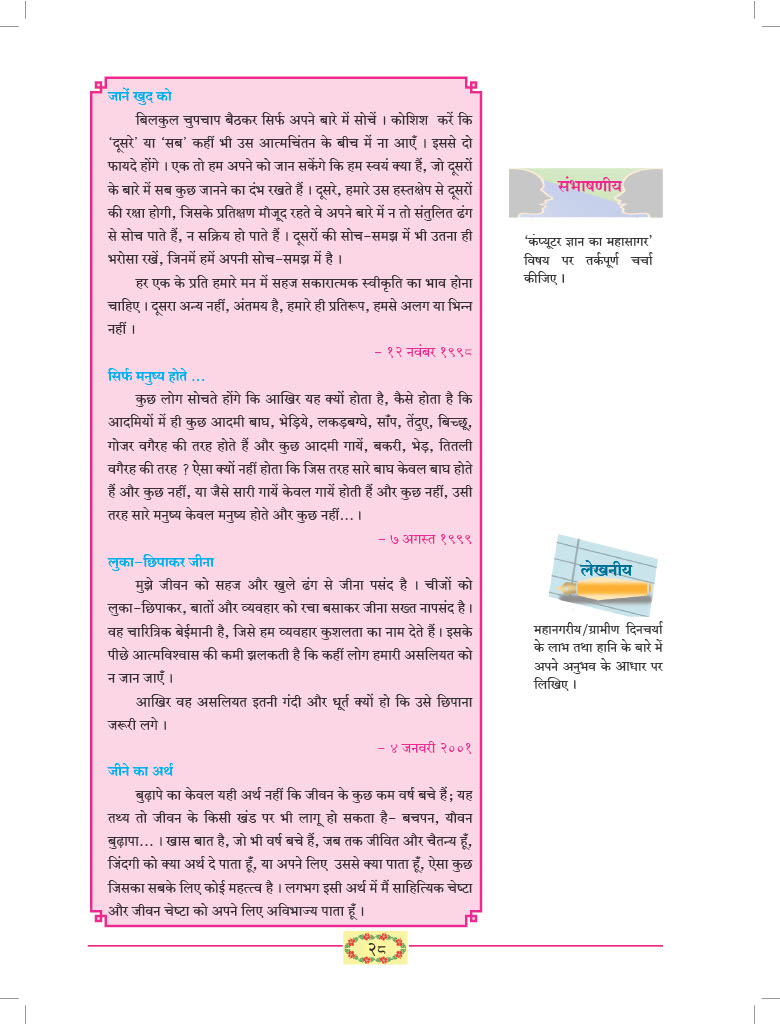 जानें खुद को
बिलकुल चुपचाप बैठकर सिर्फ अपने बारे में सोचें । कोशिश करें कि
‘दूसरे’ या ‘सब’ कहीं भी उस आत्मचिंतन के बीच में ना आएँ । इससे दो
फायदे होंगे । एक तो हम अपने को जान सकेंगे कि हम स्वयं क्या हैं, जो दूसरों
के बारे में सब कुछ जानने का दंभ रखते हैं । दूसरे, हमारे उस हस्तक्षेप से दूसरों
की रक्षा होगी, जिसके प्रतिक्षण मौजूद रहते वे अपने बारे में न तो संतुलित ढंग
से सोच पाते हैं, न सक्रिय हो पाते हैं । दूसरों की सोच-समझ में भी उतना ही
भरोसा रखें, जिनमें हमें अपनी सोच-समझ में है ।
हर एक के प्रति हमारे मन में सहज सकारात्मक स्वीकृति का भाव होना
चाहिए । दूसरा अन्य नहीं, अंतमय है, हमारे ही प्रतिरूप, हमसे अलग या भिन्न
नहीं ।
- १२ नवंबर १९९८
सिर्फ मनुष्य होते ...
कुछ लोग सोचते होंगे कि आखिर यह क्यों होता है, कैसे होता है कि
आदमियों में ही कुछ आदमी बाघ, भेड़िये, लकड़बग्घे, साँप, तेंदुए, बिच्छू,
गोजर वगैरह की तरह होते हैं और कुछ आदमी गायें, बकरी, भेड़, तितली
वगैरह की तरह ? ऐसा क्यों नहीं होता कि जिस तरह सारे बाघ केवल बाघ होते
हैं और कुछ नहीं, या जैसे सारी गायें केवल गायें होती हैं और कुछ नहीं, उसी
तरह सारे मनुष्य केवल मनुष्य होते और कुछ नहीं... ।
- ७ अगस्त १९९९
लुका-छिपाकर जीना
मुझे जीवन को सहज और खुले ढंग से जीना पसंद है । चीजों को
लुका-छिपाकर, बातों और व्यवहार को रचा बसाकर जीना सख्त नापसंद है ।
वह चारित्रिक बेईमानी है, जिसे हम व्यवहार कुशलता का नाम देते हैं । इसके
पीछे आत्मविश्वास की कमी झलकती है कि कहीं लोग हमारी असलियत को
न जान जाएँ ।
आखिर वह असलियत इतनी गंदी और धूर्त क्यों हो कि उसे छिपाना
जरूरी लगे ।
- ४ जनवरी २००१
जीने का अर्थ
बुढ़ापे का केवल यही अर्थ नहीं कि जीवन के कुछ कम वर्ष बचे हैं; यह
तथ्य तो जीवन के किसी खंड पर भी लागू हो सकता है- बचपन, यौवन
बुढ़ापा... । खास बात है, जो भी वर्ष बचे हैं, जब तक जीवित और चैतन्य हूँ,
जिंदगी को क्या अर्थ दे पाता हूँ, या अपने लिए उससे क्या पाता हूँ, ऐसा कुछ
जिसका सबके लिए कोई महत्त्व है । लगभग इसी अर्थ में मैं साहित्यिक चेष्टा
और जीवन चेष्टा को अपने लिए अविभाज्य पाता हूँ ।
संभाषणीय
‘कंप्यूटर ज्ञान का महासागर’
विषय पर तर्कपूर्ण चर्चा
कीजिए ।
लेखनीय
महानगरीय/ग्रामीण दिनचर्या
के लाभ तथा हानि के बारे में
अपने अनुभव के आधार पर
लिखिए ।
२८